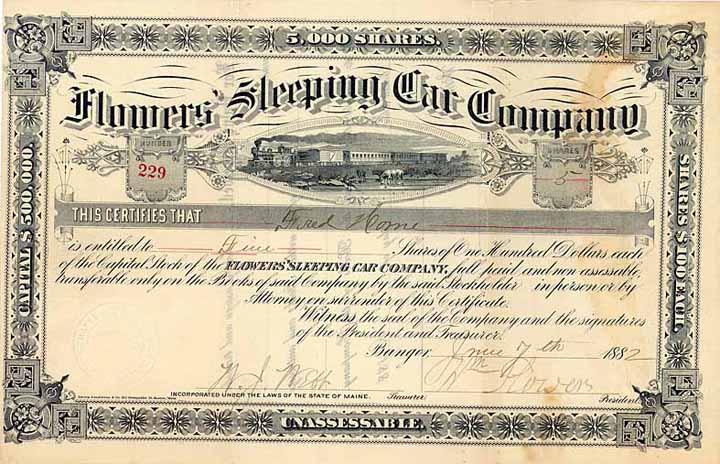 5,000 SHARES.
Flowers' Sleeping Car Company
NUMBER
229
SHARES
5
CAPITAL $500,000.
SHARES $100 EACH.
THIS CERTIFIES THAT Fred Horne
is entitled to Five Shares of One Hundred Dollars each
of the Capital Stock of the FLOWERS' SLEEPING CAR COMPANY, full paid and non assessable,
transferable only on the Books of said Company by the said Stockholder in person or by
Attorney on surrender of this Certificate.
Witness the seal of the Company and the signatures
of the President and Treasurer.
Bangor, June 7th 1882
Wm Flowers
INCORPORATED UNDER THE LAWS OF THE STATE OF MAINE.
Treasurer
President
UNASSESSABLE.